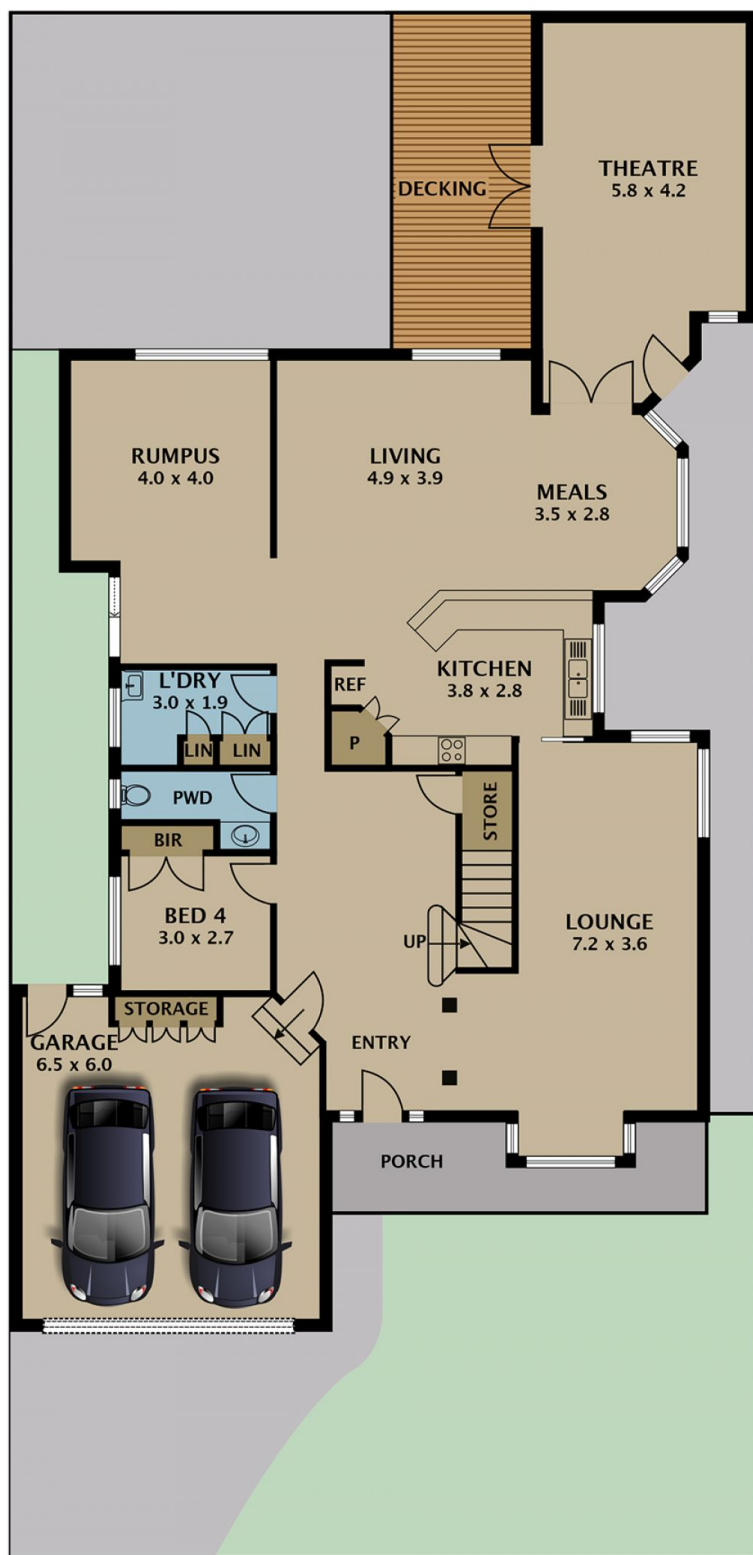 THEATRE
5.8 x 4.2
DECKING
RUMPUS
4.0 x 4.0
LIVING
4.9 x 3.9
MEALS
3.5 x 2.8
L'DRY
3.0 x 1.9
REF
KITCHEN
3.8 x 2.8
LIN
LIN
P
PWD
STORE
BIR
BED 4
3.0 x 2.7
UP
LOUNGE
7.2 x 3.6
STORAGE
GARAGE
6.5 x 6.0
ENTRY
PORCH